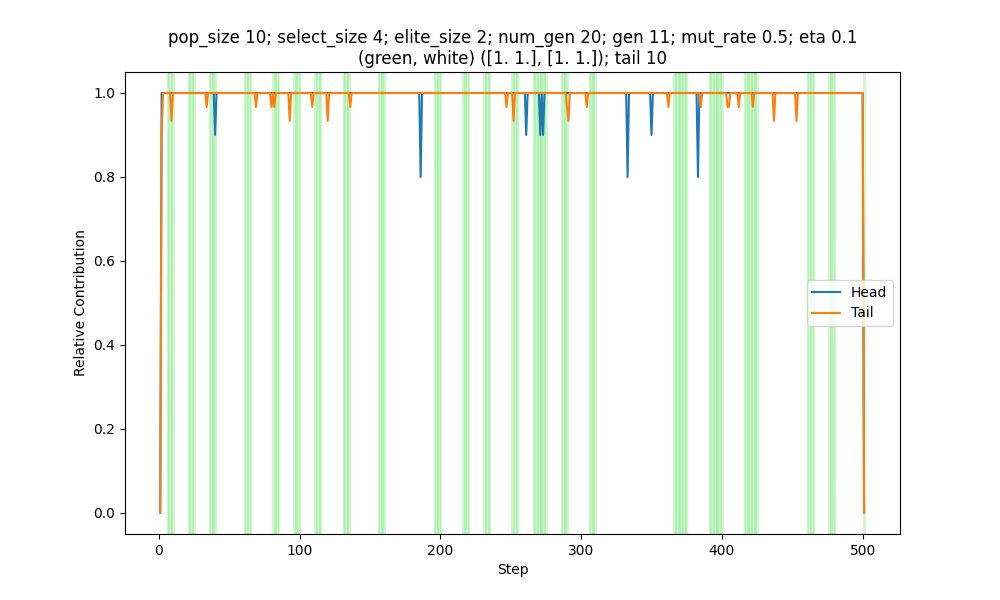 pop_size 10; select_size 4; elite_size 2; num_gen 20; gen 11; mut_rate 0.5; eta 0.1
(green, white) ([1. 1.], [1. 1.]); tail 10
1.0
0.8
0.6
0.4
0.2
0.0
Relative Contribution
Head
Tail
0
100
200
300
400
500
Step